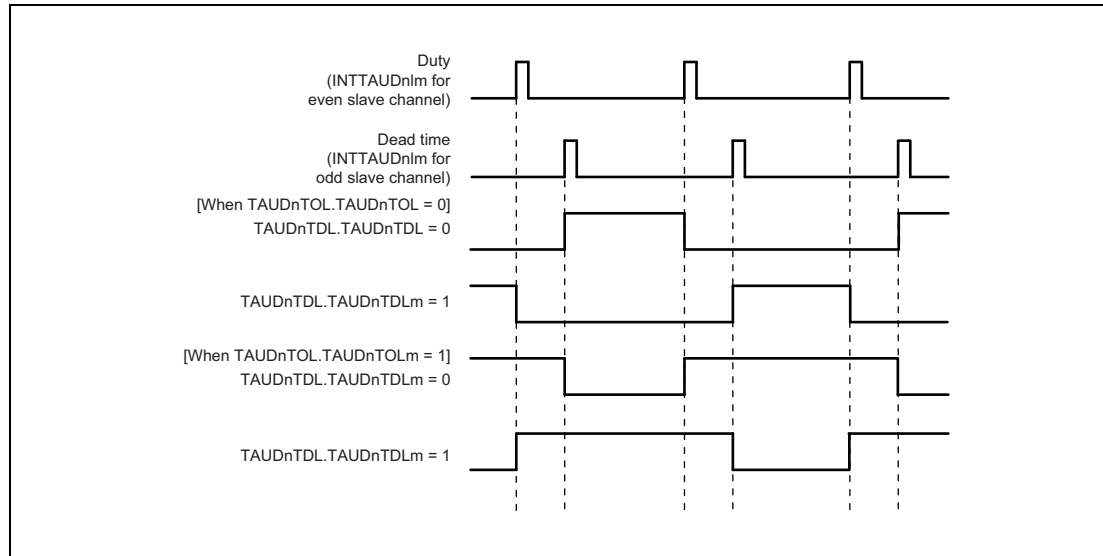 Duty
(INTTAUDnIm for
even slave channel)
Dead time
(INTTAUDnIm for
odd slave channel)
[When TAUDnTOL.TAUDnTOL = 0]
TAUDnTDL.TAUDnTDL = 0
TAUDnTDL.TAUDnTDLm = 1
[When TAUDnTOL.TAUDnTOLm = 1]
TAUDnTDL.TAUDnTDLm = 0
TAUDnTDL.TAUDnTDLm = 1